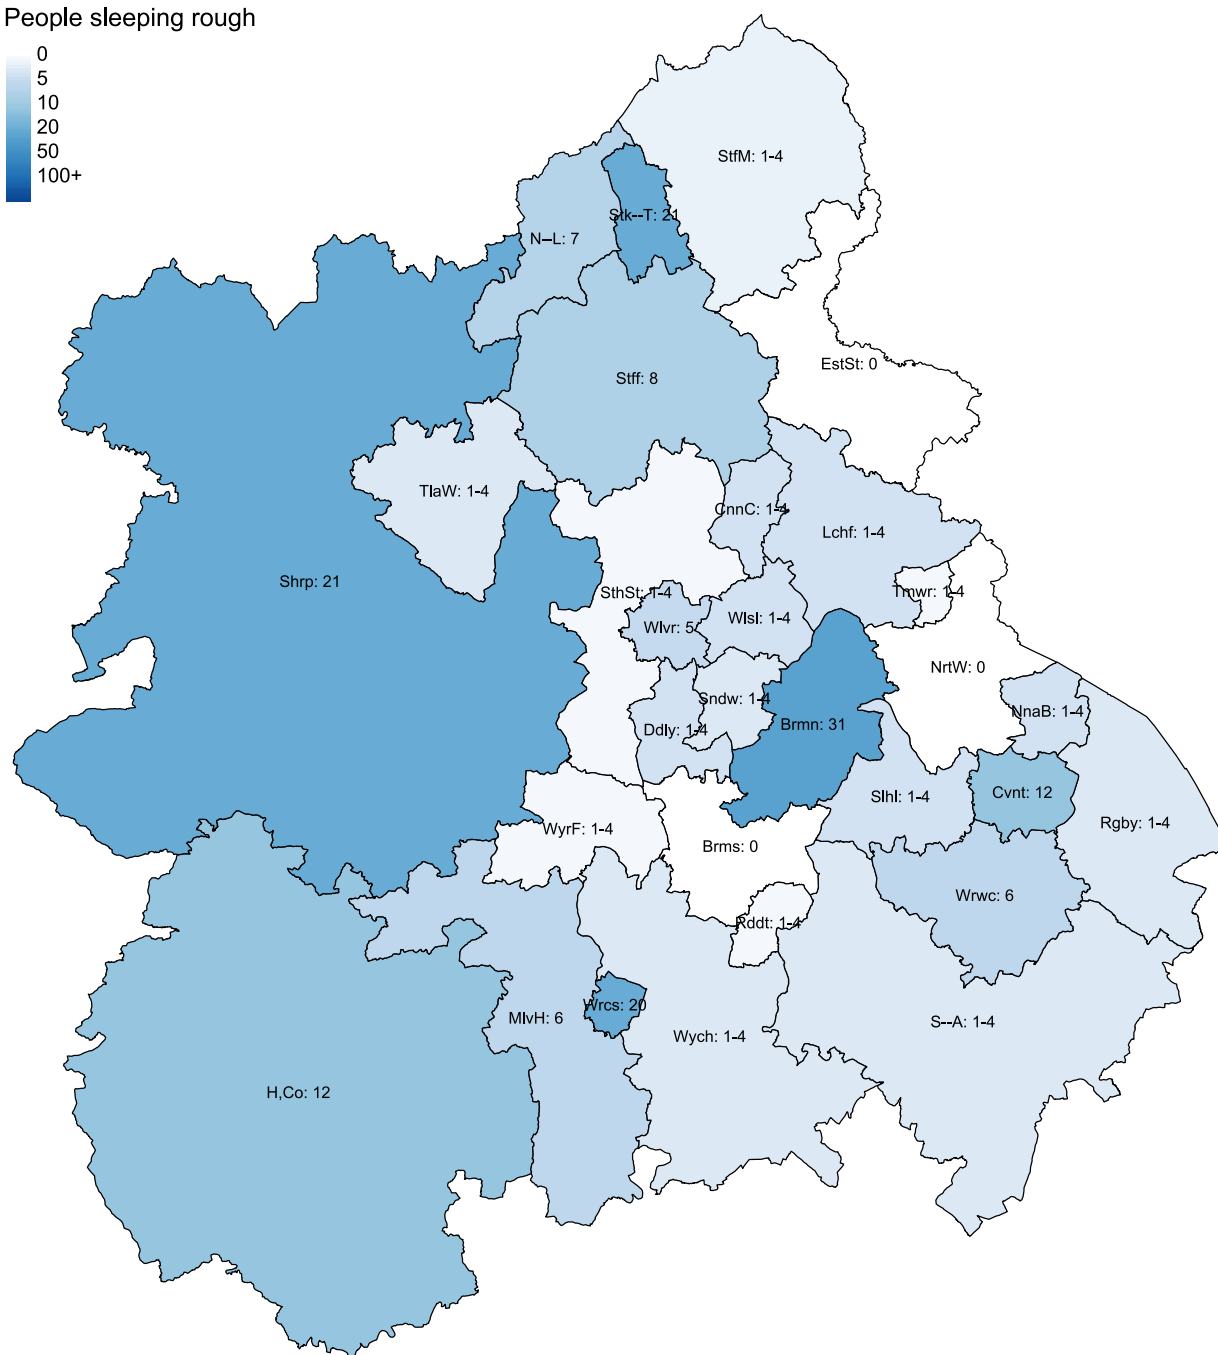 People sleeping rough
0
5
10
20
50
100+
StfM: 1-4
Stk--T: 21
N--L: 7
EstSt: 0
Stff: 8
TlaW: 1-4
CnnC: 1-4
Lchf: 1-4
Shrp: 21
SthSt: 1-4
Tmwr: 1-4
Wlvr: 5
Wlsl: 1-4
NrtW: 0
Sndw: 1-4
NnaB: 1-4
Ddly: 1-4
Brmn: 31
Slhl: 1-4
Cvnt: 12
Rgby: 1-4
WyrF: 1-4
Brms: 0
Wrwc: 6
Rddt: 1-4
Wrcs: 20
MlvH: 6
S--A: 1-4
Wych: 1-4
H,Co: 12